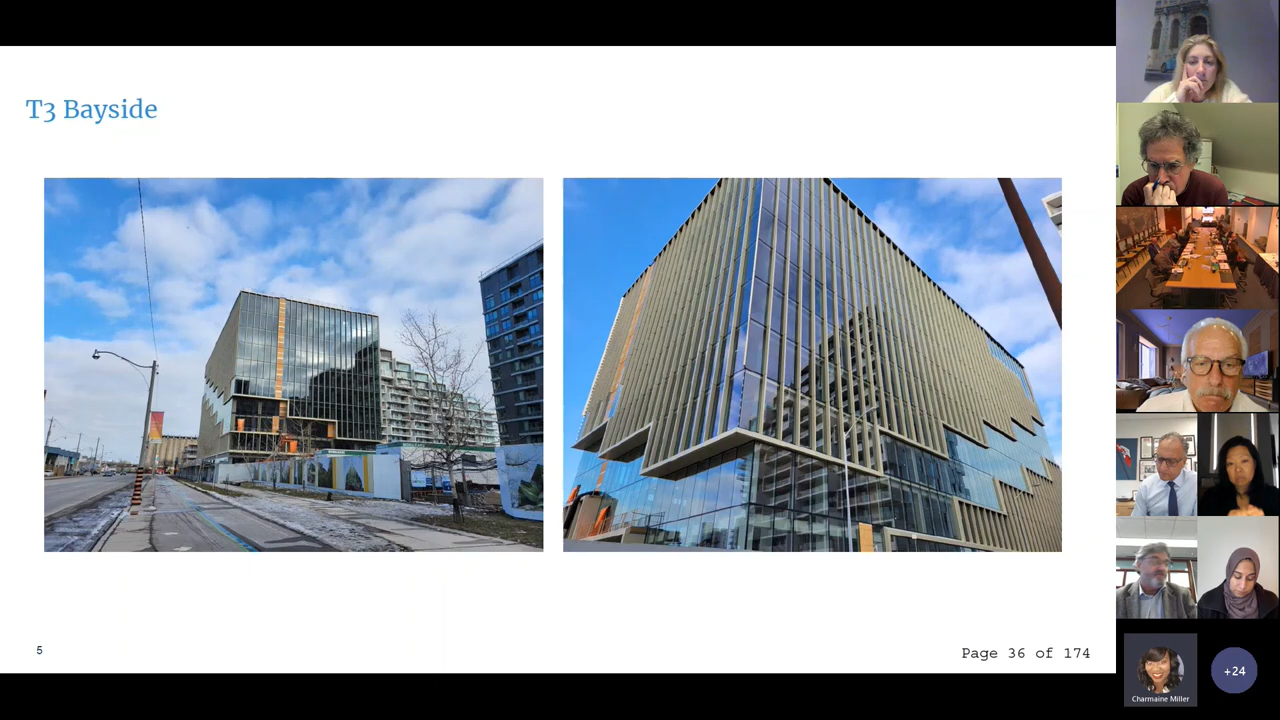 T3 Bayside
5
Page 36 of 174
Charmaine Miller
+24